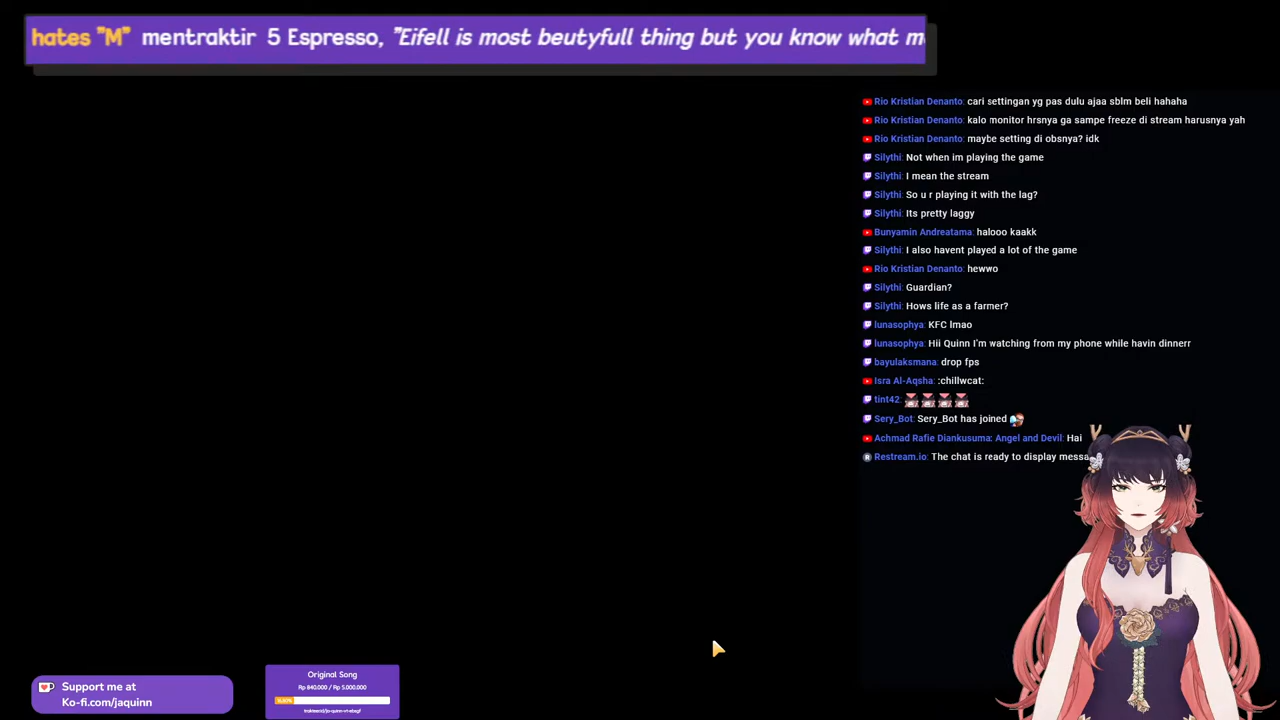 hates "M" mentraktir 5 Espresso, "Eifell is most beutyfull thing but you know what
Rio Kristian Denanto: cari settingan yg pas dulu ajaa sblm beli hahaha
Rio Kristian Denanto: kalo monitor hrsnya ga sampe freeze di stream harusnya yah
Rio Kristian Denanto: maybe setting di obsnya? idk
Silythi: Not when im playing the game
Silythi: I mean the stream
Silythi: So u r playing it with the lag?
Silythi: Its pretty laggy
Bunyamin Andreatama: halooo kaakk
Silythi: I also havent played a lot of the game
Rio Kristian Denanto: hewwo
Silythi: Guardian?
Silythi: Hows life as a farmer?
lunasophya: KFC lmao
lunasophya: Hii Quinn I'm watching from my phone while havin dinnerr
bayulaksmana: drop fps
Isra Al-Aqsha: :chillwcat:
tint42:
Sery_Bot: Sery_Bot has joined
Achmad Rafie Diankusuma: Angel and Devil: Hai
Restream.io: The chat is ready to display messa
Support me at
Ko-fi.com/jaquinn
Original Song
Rp 840.000 / Rp 5.000.000